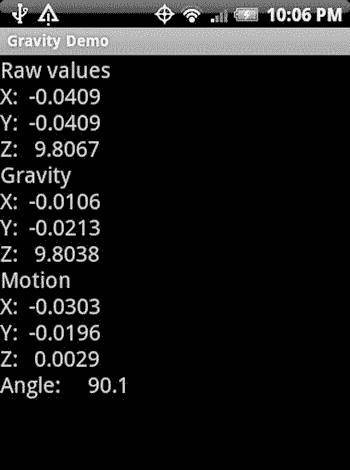 10:06 PM
Gravity Demo
Raw values
X: -0.0409
Y: -0.0409
Z: 9.8067
Gravity
X: -0.0106
Y: -0.0213
Z: 9.8038
Motion
X: -0.0303
Y: -0.0196
Z: 0.0029
Angle: 90.1